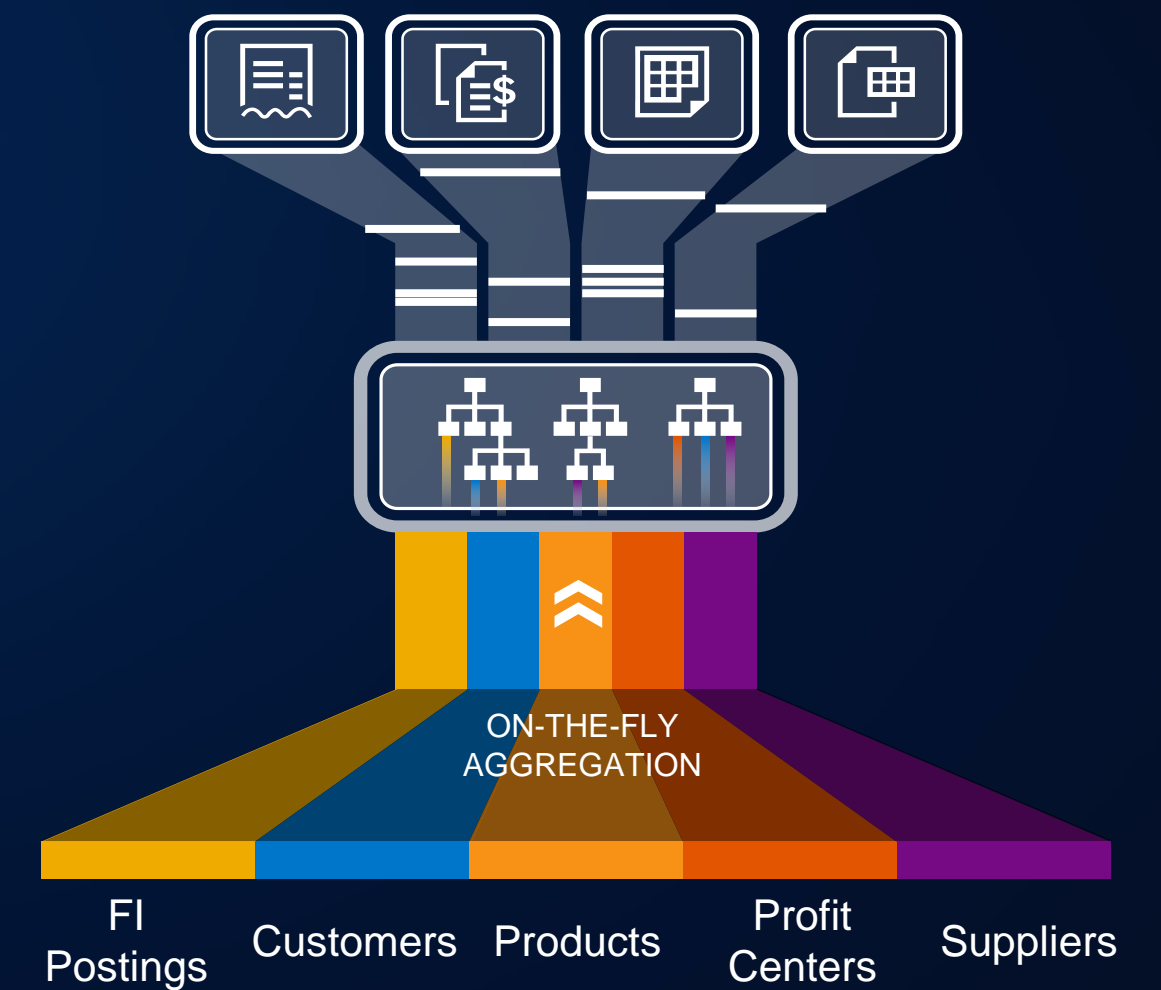 $
ON-THE-FLY
AGGREGATION
FI
Postings
Customers
Products
Profit
Centers
Suppliers